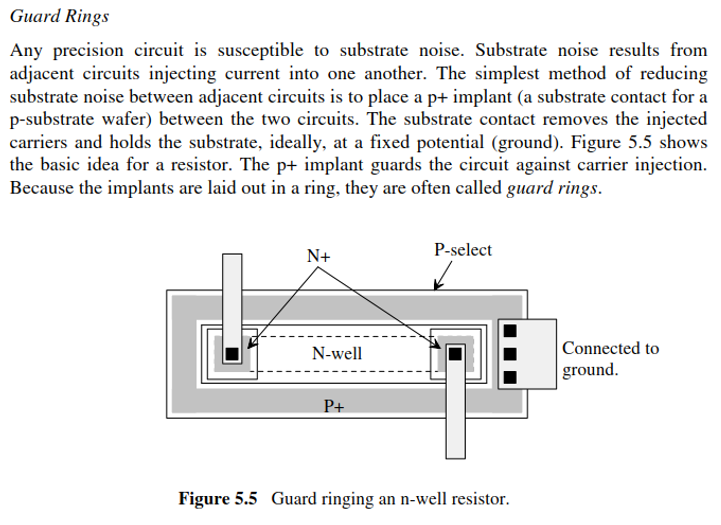 Guard Rings
Any precision circuit is susceptible to substrate noise. Substrate noise results from
adjacent circuits injecting current into one another. The simplest method of reducing
substrate noise between adjacent circuits is to place a p+ implant (a substrate contact for a
p-substrate wafer) between the two circuits. The substrate contact removes the injected
carriers and holds the substrate, ideally, at a fixed potential (ground). Figure 5.5 shows
the basic idea for a resistor. The p+ implant guards the circuit against carrier injection.
Because the implants are laid out in a ring, they are often called guard rings.
N+
P-select
N-well
Connected to
ground.
P+
Figure 5.5 Guard ringing an n-well resistor.